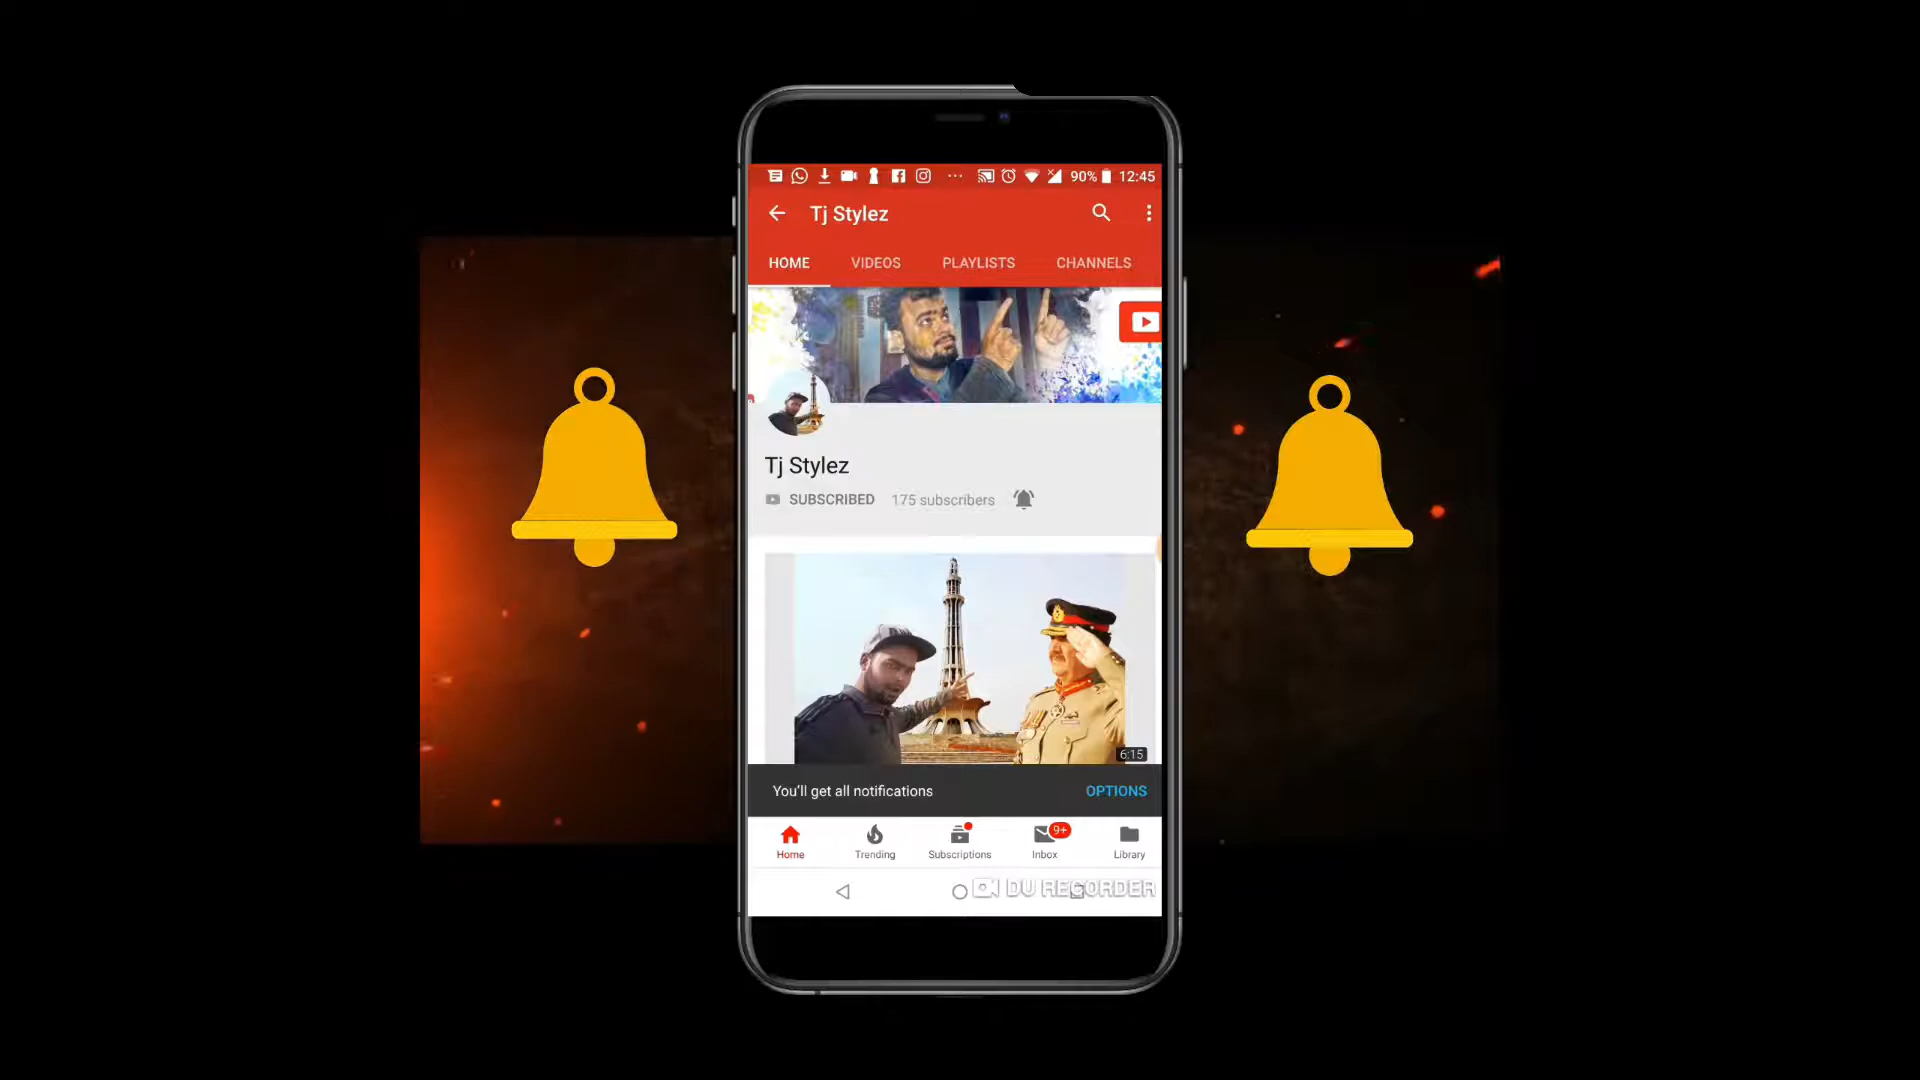 90% 12:45
Tj Stylez
HOME VIDEOS PLAYLISTS CHANNELS
Tj Stylez
SUBSCRIBED 175 subscribers
6:15
You'll get all notifications OPTIONS
9+
Home Trending Subscriptions Inbox Library
DU RECORDER